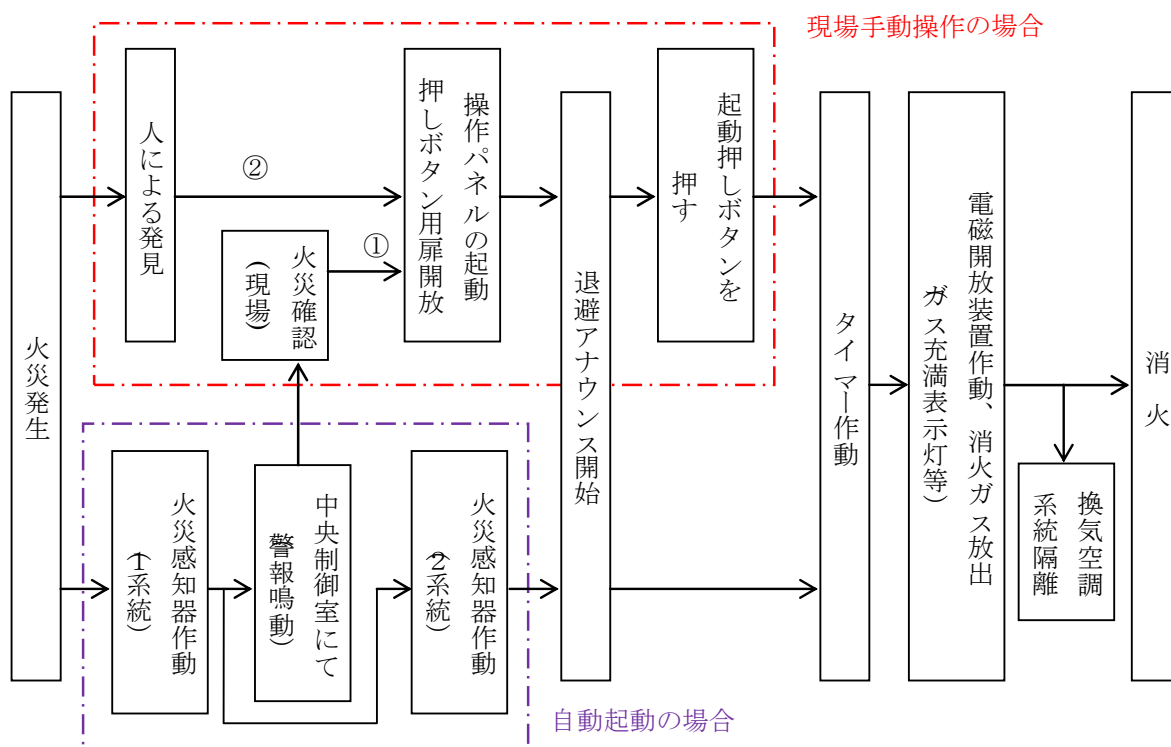 現場手動操作の場合
火災発生
人による発見
②
火災確認
(現場)
①
操作パネルの起動
押しボタン用扉開放
退避アナウンス開始
起動押しボタンを
押す
タイマー作動
電磁開放装置作動、消火ガス放出
ガス充満表示灯等)
換気空調
系統隔離
消火
火災感知器作動
(1系統)
中央制御室にて
警報鳴動)
火災感知器作動
(2系統)
自動起動の場合